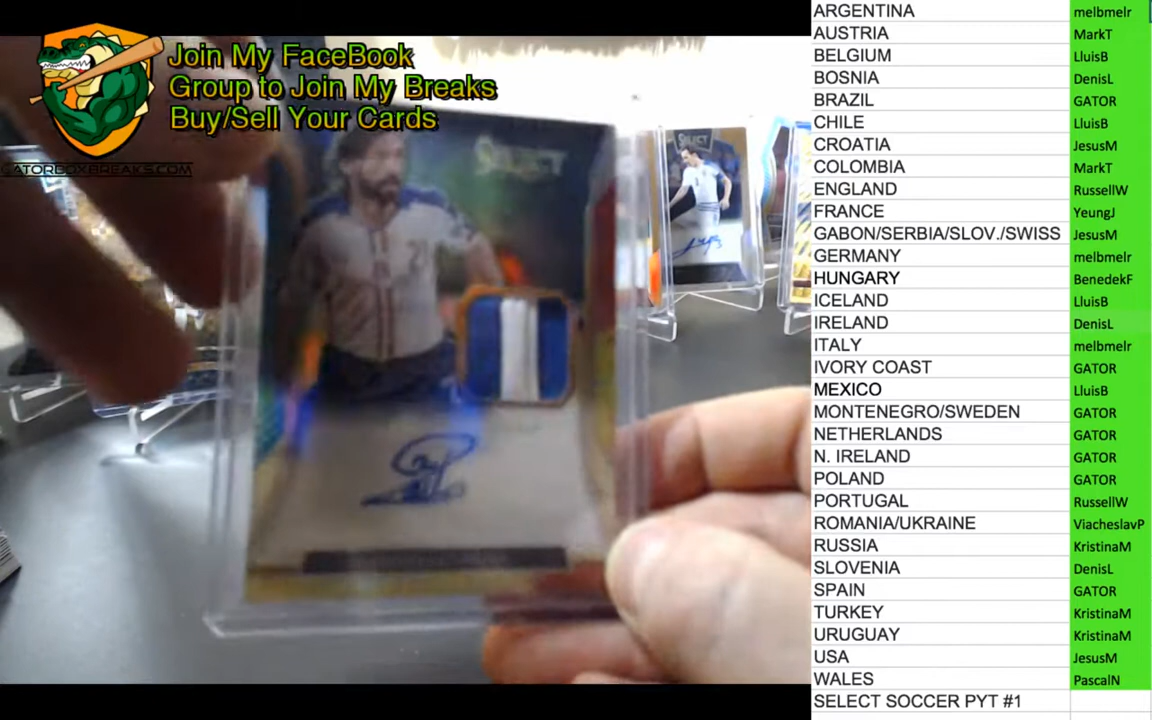 Join My FaceBook
Group to Join My Breaks
Buy/Sell Your Cards
GATORBOXBREAKS.COM
SELECT
SELECT
21
ARGENTINA melbmelr
AUSTRIA MarkT
BELGIUM LluisB
BOSNIA DenisL
BRAZIL GATOR
CHILE LluisB
CROATIA JesusM
COLOMBIA MarkT
ENGLAND RussellW
FRANCE YeungJ
GABON/SERBIA/SLOV./SWISS JesusM
GERMANY melbmelr
HUNGARY BenedekF
ICELAND LluisB
IRELAND DenisL
ITALY melbmelr
IVORY COAST GATOR
MEXICO LluisB
MONTENEGRO/SWEDEN GATOR
NETHERLANDS GATOR
N. IRELAND GATOR
POLAND GATOR
PORTUGAL RussellW
ROMANIA/UKRAINE ViacheslavP
RUSSIA KristinaM
SLOVENIA DenisL
SPAIN GATOR
TURKEY KristinaM
URUGUAY KristinaM
USA JesusM
WALES PascalN
SELECT SOCCER PYT #1